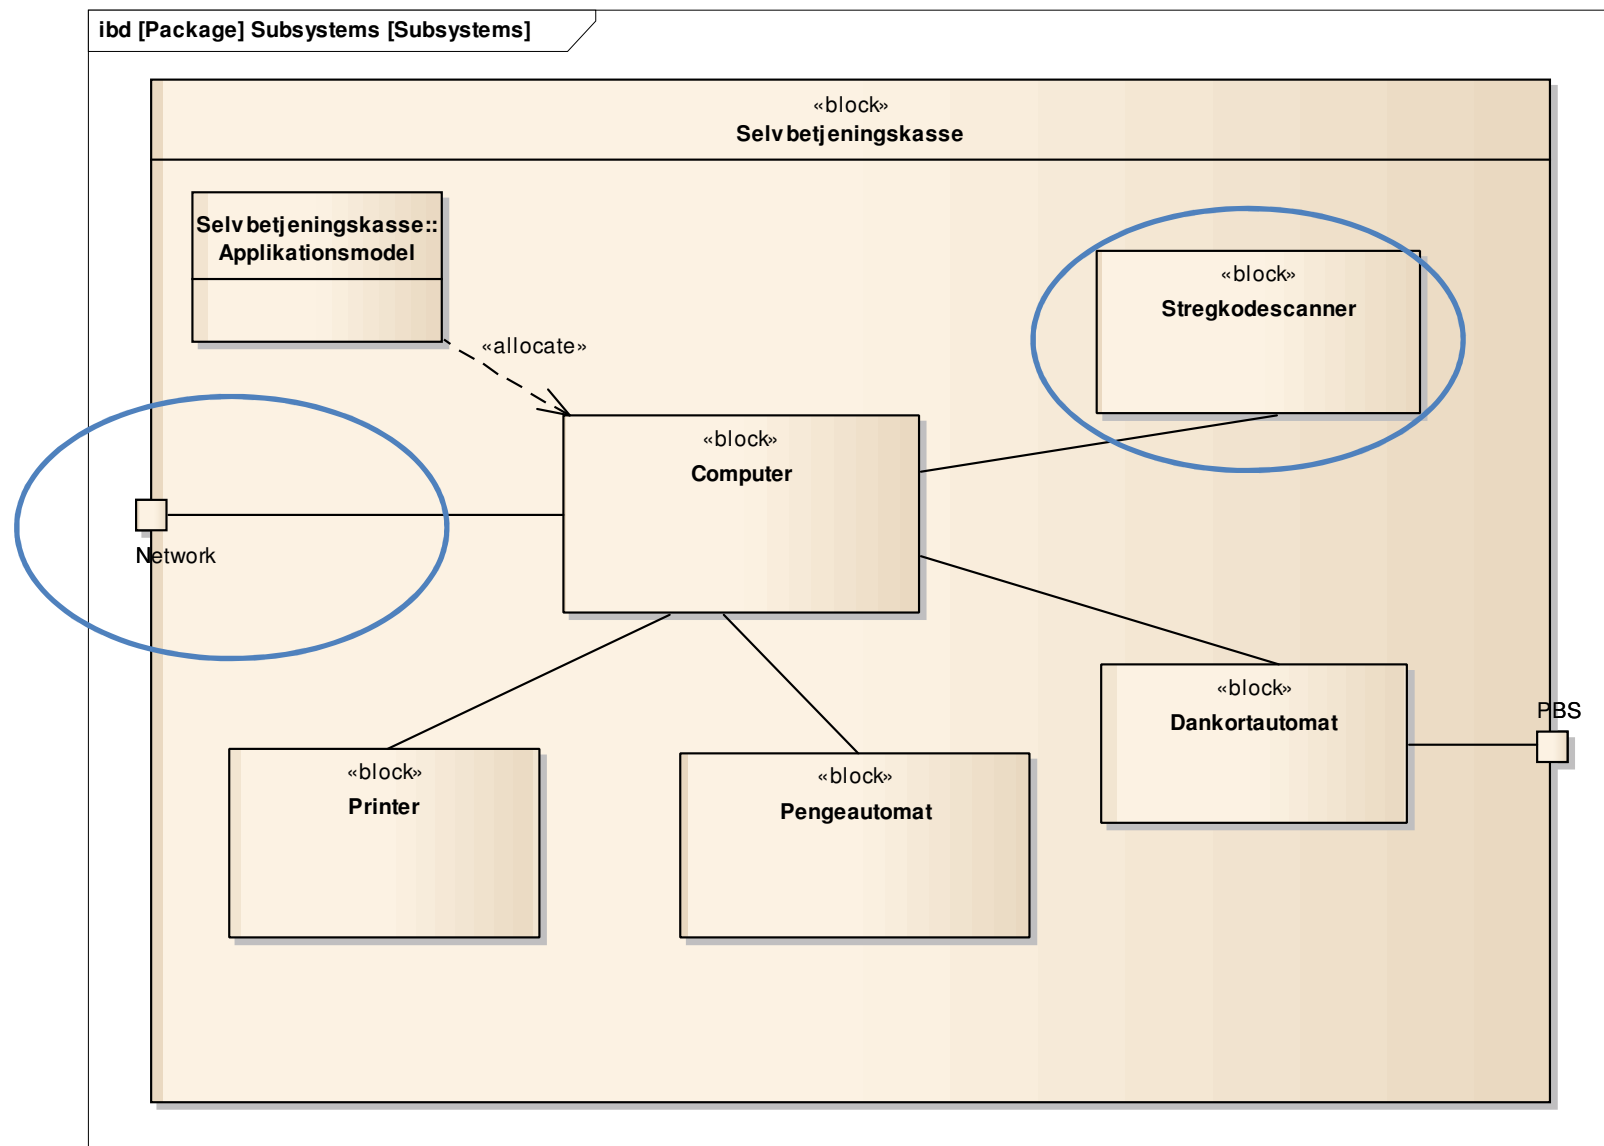 ibd [Package] Subsystems [Subsystems]
«block»
Selvbetjeningskasse
Selvbetjeningskasse::
Applikationsmodel
«allocate»
«block»
Stregkodescanner
«block»
Computer
Network
«block»
Dankortautomat
PBS
«block»
Printer
«block»
Pengeautomat